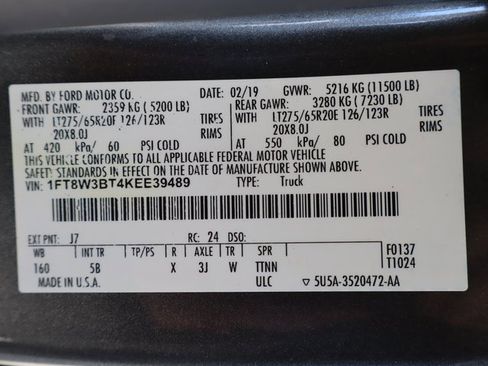 MFD. BY FORD MOTOR CO. DATE: 02/19 GVWR: 5216 KG (11500 LB)
FRONT GAWR: 2359 KG (5200 LB) REAR GAWR: 3280 KG (7230 LB)
WITH LT275/65R20E 126/123R TIRES WITH LT275/65R20E 126/123R TIRES
20X8.0J RIMS 20X8.0J RIMS
AT 420 kPa/ 60 PSI COLD AT 550 kPa/ 80 PSI COLD
THIS VEHICLE CONFORMS TO ALL APPLICABLE FEDERAL MOTOR VEHICLE
SAFETY STANDARDS IN EFFECT ON THE DATE OF MANUFACTURE SHOWN ABOVE.
VIN: 1FT8W3BT4KEE39489 TYPE: Truck
EXT PNT: J7 RC: 24 DSO:
WB INT TR TP/PS R AXLE TR SPR F0137
160 5B X 3J W TTNN T1024
MADE IN U.S.A. ULC ▽ 5U5A-3520472-AA